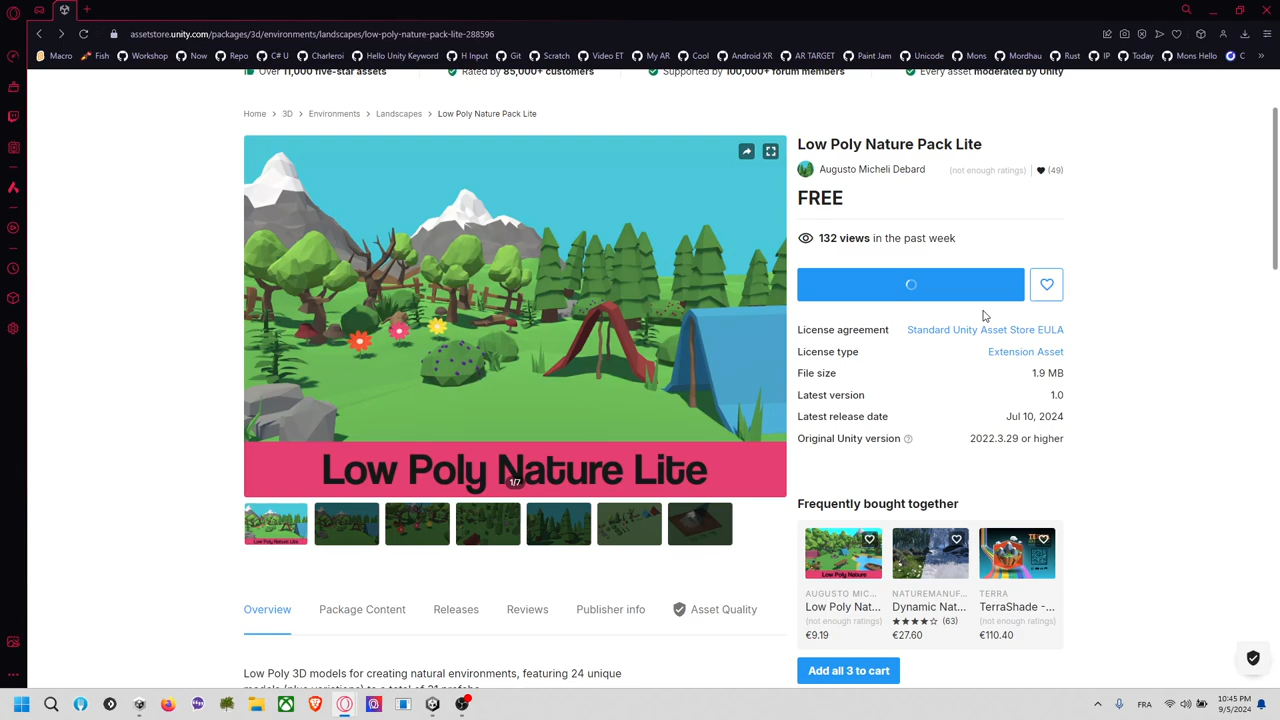 assetstore.unity.com/packages/3d/environments/landscapes/low-poly-nature-pack-lite-288596
Macro Fish Workshop Now Repo C# U Charleroi Hello Unity Keyword H Input Git Scratch Video ET My AR Cool Android XR AR TARGET Paint Jam Unicode Mons Mordhau Rust IP Today Mons Hello C
Over 11,000 five-star assets Rated by 85,000+ customers Supported by 100,000+ forum members Every asset moderated by Unity
Home > 3D > Environments > Landscapes > Low Poly Nature Pack Lite
Low Poly Nature Pack Lite
Augusto Micheli Debard (not enough ratings) (49)
FREE
132 views in the past week
License agreement Standard Unity Asset Store EULA
License type Extension Asset
File size 1.9 MB
Latest version 1.0
Latest release date Jul 10, 2024
Original Unity version 2022.3.29 or higher
Low Poly Nature Lite
1/7
Frequently bought together
AUGUSTO MIC... NATUREMANUF... TERRA
Low Poly Nat... Dynamic Nat... TerraShade -...
(not enough ratings) (63) (not enough ratings)
€9.19 €27.60 €110.40
Add all 3 to cart
Overview Package Content Releases Reviews Publisher info Asset Quality
Low Poly 3D models for creating natural environments, featuring 24 unique
models (plus variations) to a total of 31 prefabs
FRA
10:45 PM
9/5/2024